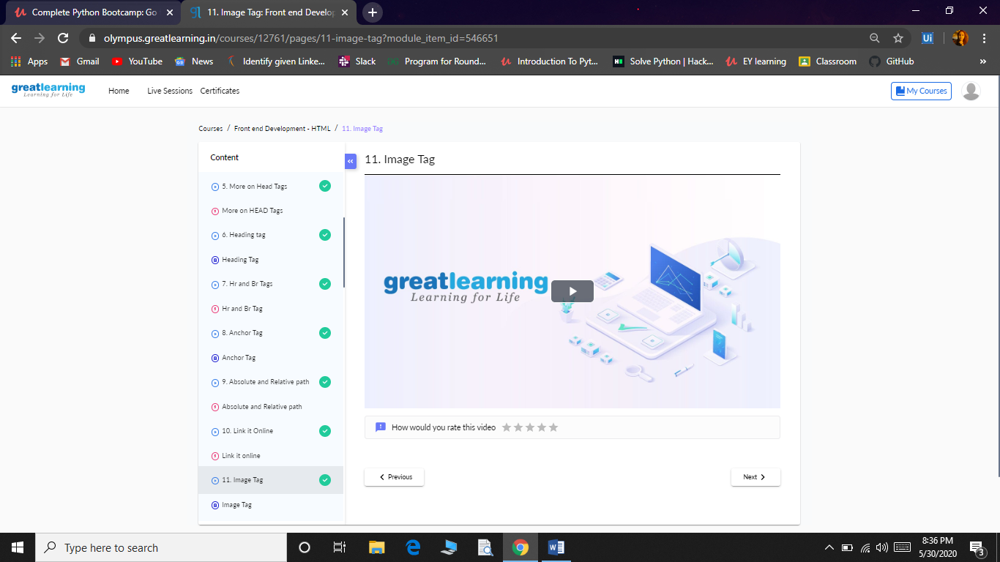 Complete Python Bootcamp: Go
11. Image Tag: Front end Develop
olympus.greatlearning.in/courses/12761/pages/11-image-tag?module_item_id=546651
Ui
Apps
Gmail
YouTube
News
Identify given Linke...
Slack
Program for Round...
Introduction To Pyt...
Solve Python | Hack...
EY learning
Classroom
GitHub
»
greatlearning
Learning for Life
Home
Live Sessions
Certificates
My Courses
Courses / Front end Development - HTML / 11. Image Tag
Content
«
11. Image Tag
5. More on Head Tags
More on HEAD Tags
6. Heading tag
Heading Tag
7. Hr and Br Tags
Hr and Br Tag
8. Anchor Tag
Anchor Tag
9. Absolute and Relative path
Absolute and Relative path
10. Link it Online
Link it online
11. Image Tag
Image Tag
greatlearning
Learning for Life
How would you rate this video
Previous
Next
Type here to search
8:36 PM
5/30/2020
3